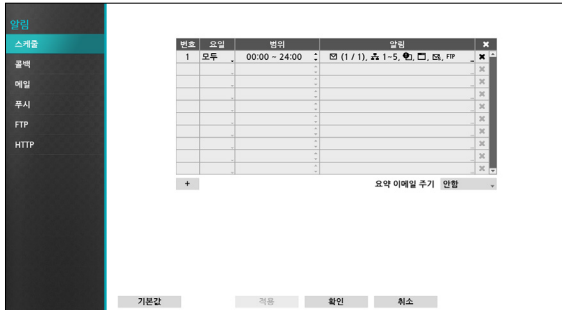 알림
스케줄
콜백
메일
푸시
FTP
HTTP
번호 요일 범위 알림
1 모두 00:00 ~ 24:00 (1 / 1), 1~5, , , , FTP
+
요약 이메일 주기 안함
기본값 적용 확인 취소